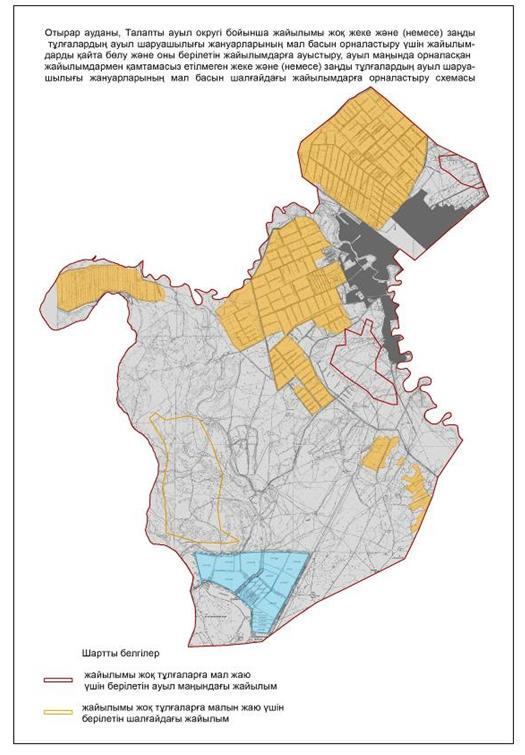 Отырар ауданы, Талапты ауыл округі бойынша жайылымы жоқ жеке және (немесе) заңды
тұлғалардың ауыл шаруашылығы жануарларының мал басын орналастыру үшін жайылым-
дарды қайта бөлу және оны берілетін жайылымдарға ауыстыру, ауыл маңында орналасқан
жайылымдармен қамтамасыз етілмеген жеке және (немесе) заңды тұлғалардың ауыл шаруа-
шылығы жануарларының мал басын шалғайдағы жайылымдарға орналастыру схемасы
Шартты белгілер
жайылымы жоқ тұлғаларға мал жаю
үшін берілетін ауыл маңындағы жайылым
жайылымы жоқ тұлғаларға малын жаю үшін
берілетін шалғайдағы жайылым